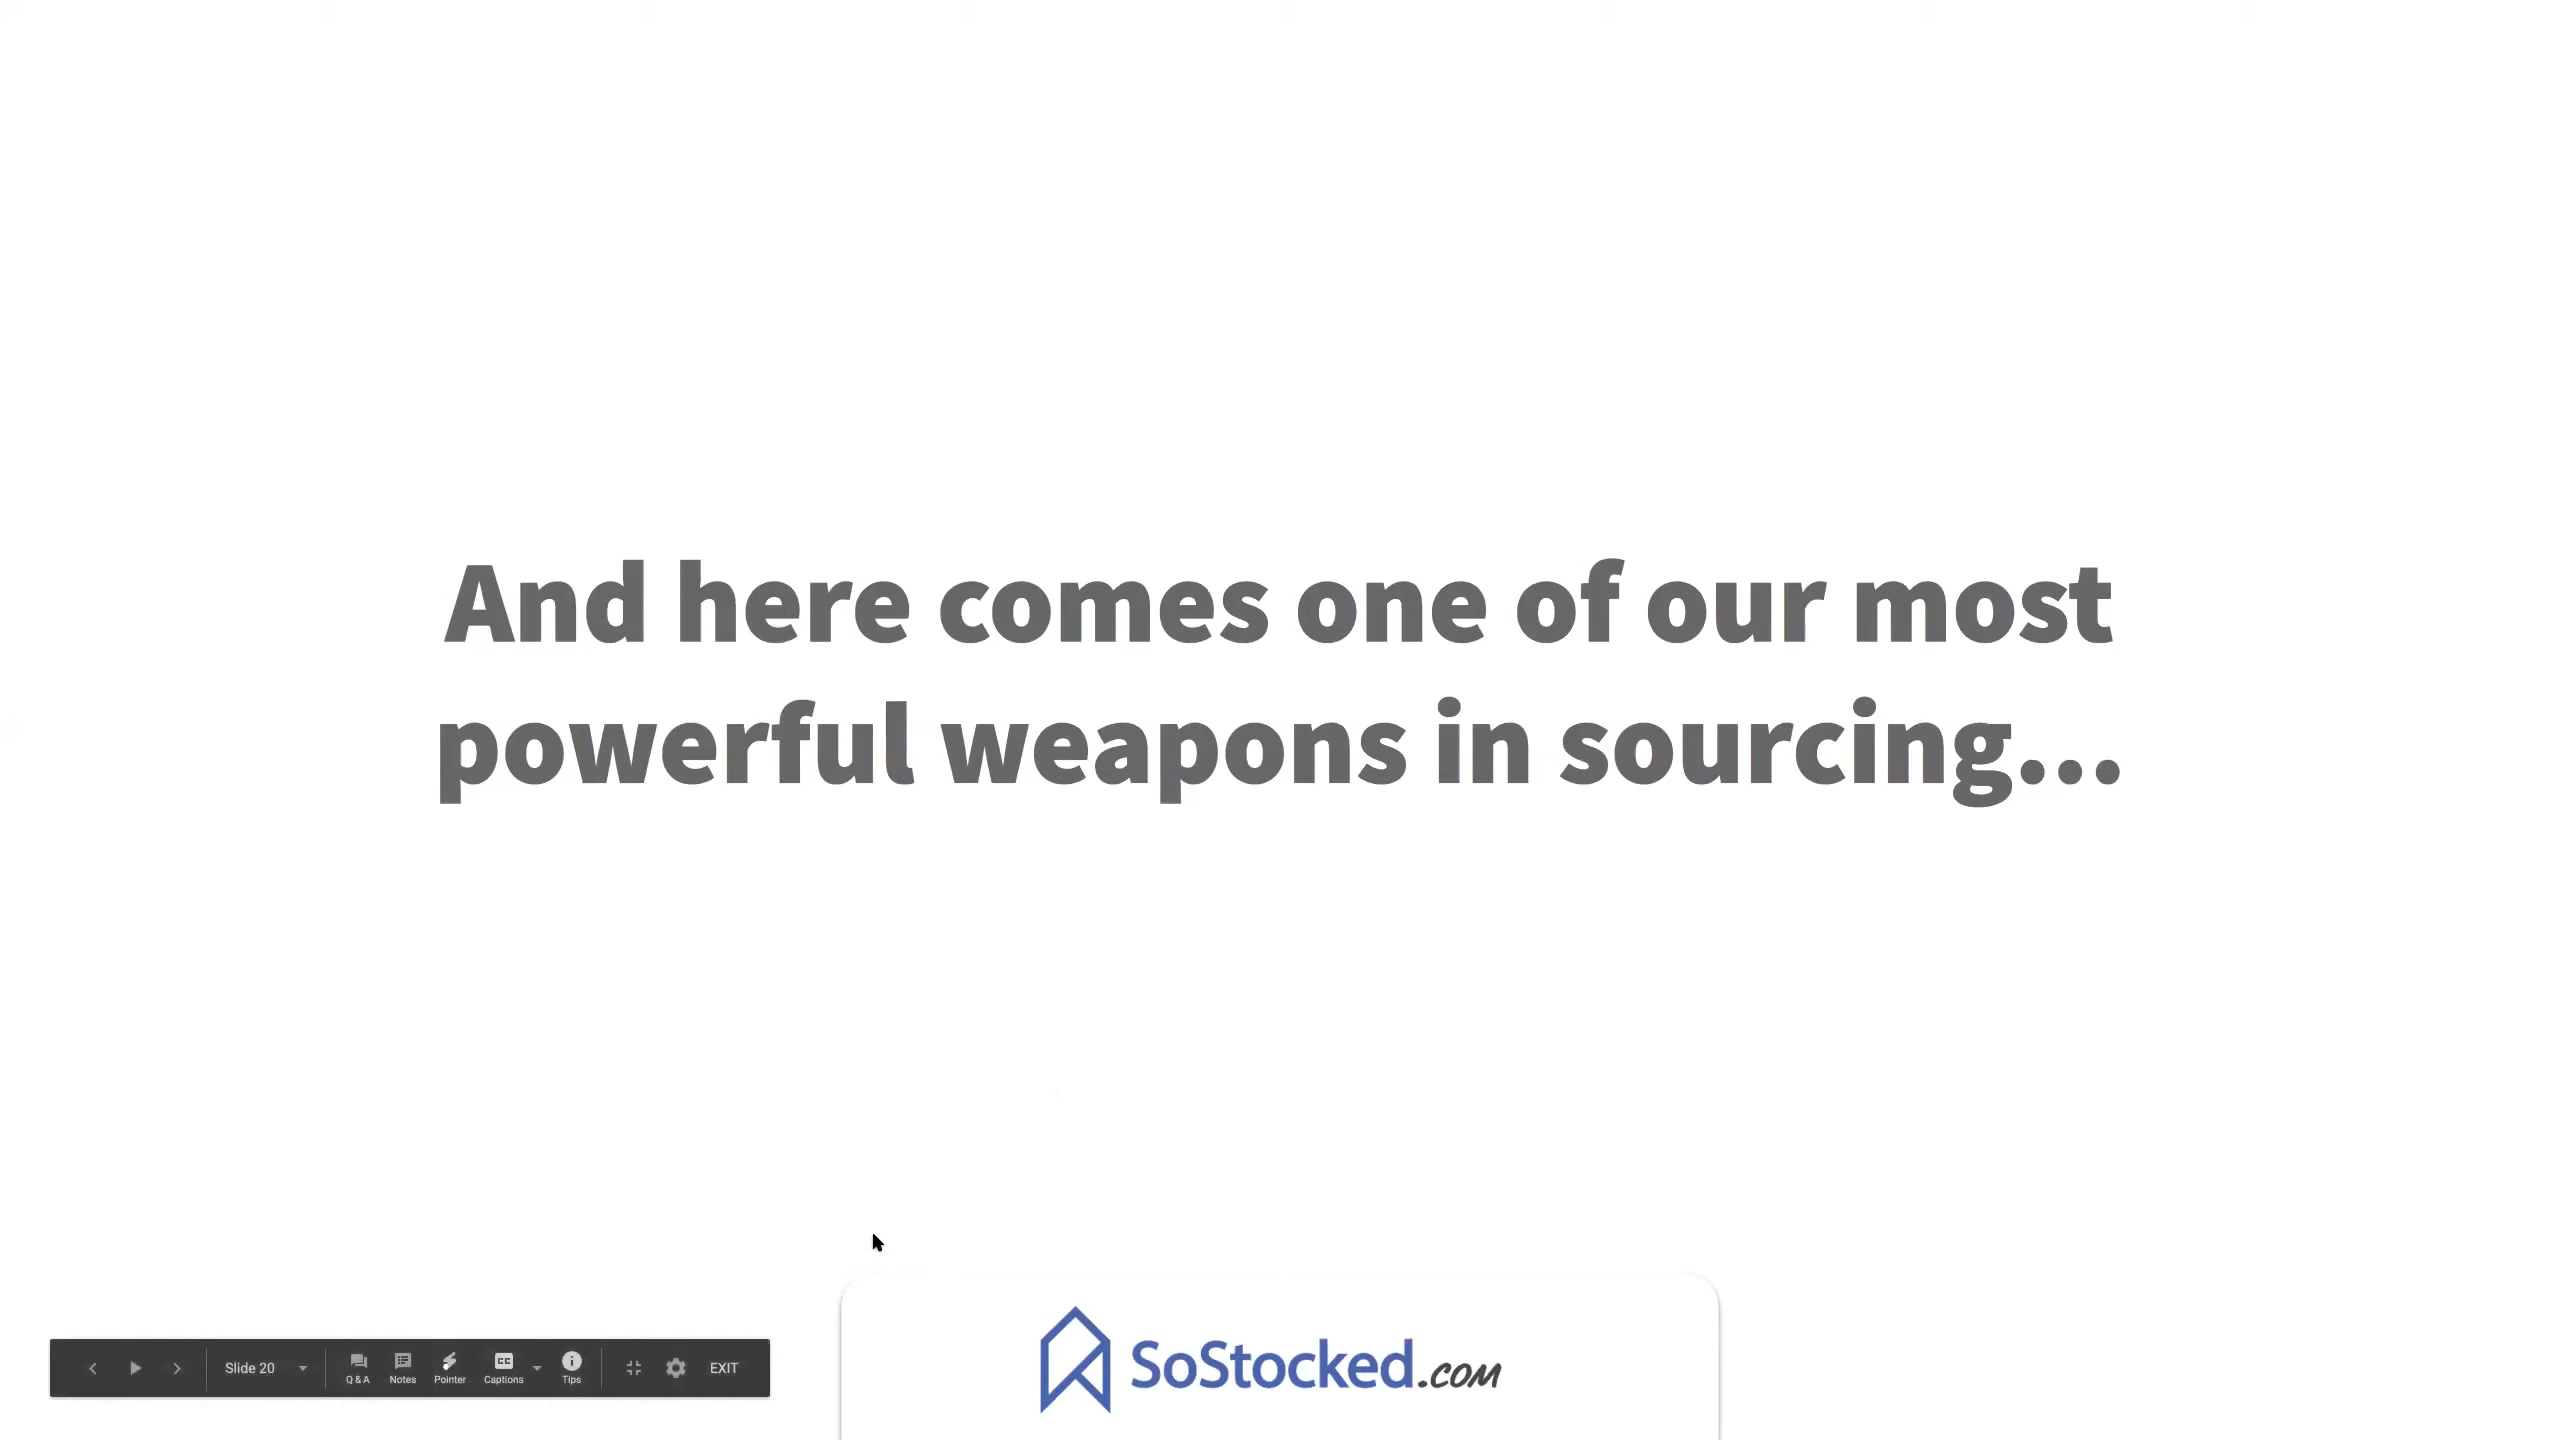 And here comes one of our most
powerful weapons in sourcing...
Slide 20
Q & A
Notes
Pointer
CC
Captions
Tips
EXIT
SoStocked.com